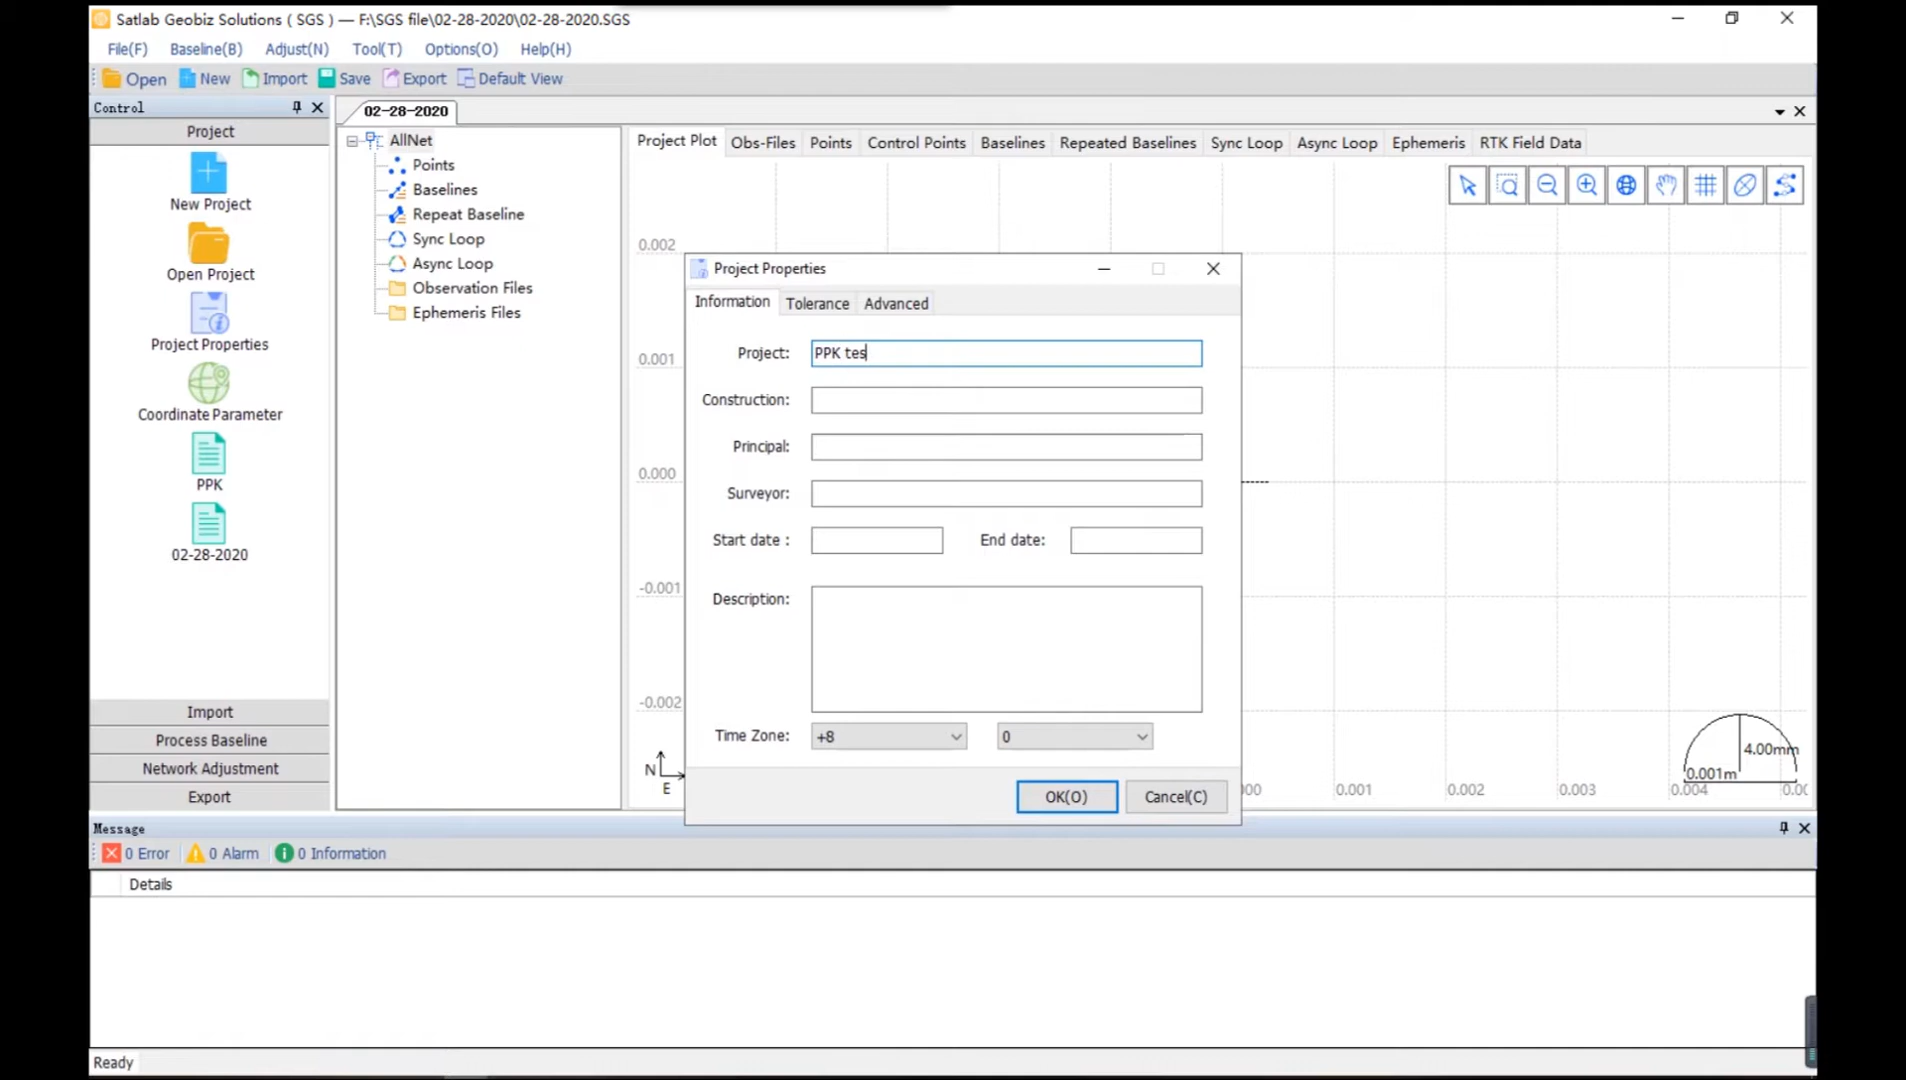 Satlab Geobiz Solutions ( SGS ) — F:\SGS file\02-28-2020\02-28-2020.SGS
File(F) Baseline(B) Adjust(N) Tool(T) Options(O) Help(H)
Open New Import Save Export Default View
Control
Project
New Project
Open Project
Project Properties
Coordinate Parameter
PPK
02-28-2020
Import
Process Baseline
Network Adjustment
Export
02-28-2020
AllNet
Points
Baselines
Repeat Baseline
Sync Loop
Async Loop
Observation Files
Ephemeris Files
Project Plot Obs-Files Points Control Points Baselines Repeated Baselines Sync Loop Async Loop Ephemeris RTK Field Data
0.002
0.001
0.000
-0.001
-0.002
N
E
Project Properties
Information Tolerance Advanced
Project: PPK tes
Construction:
Principal:
Surveyor:
Start date : End date:
Description:
Time Zone: +8 0
OK(O) Cancel(C)
4.00mm
0.001m
0.001 0.002 0.003 0.004
Message
0 Error 0 Alarm 0 Information
Details
Ready